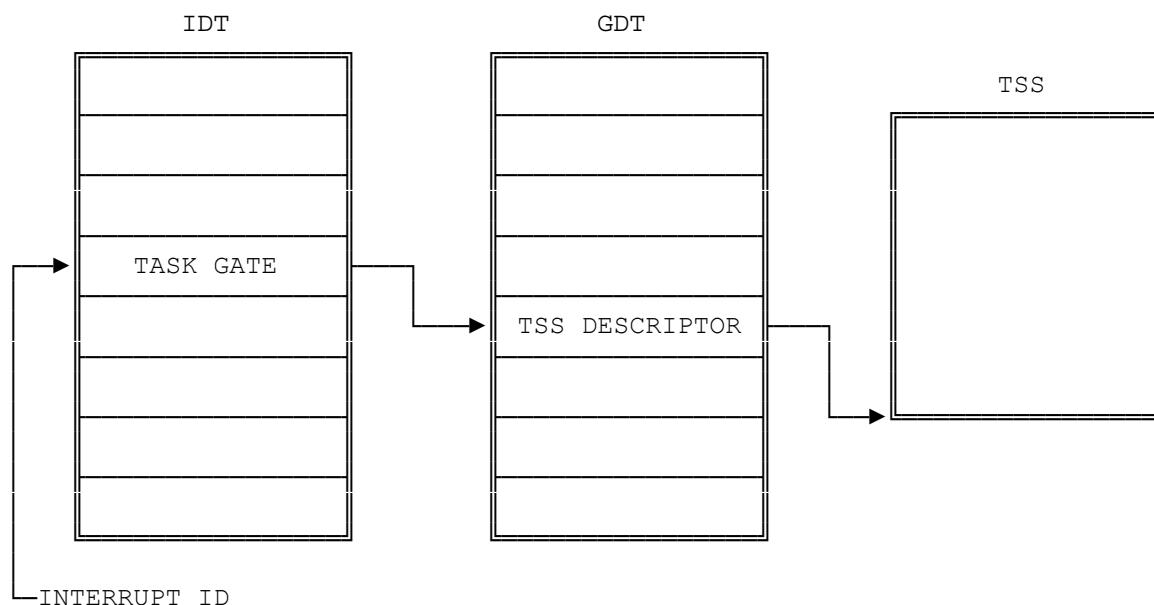 IDT
GDT
TSS
TASK GATE
TSS DESCRIPTOR
INTERRUPT ID